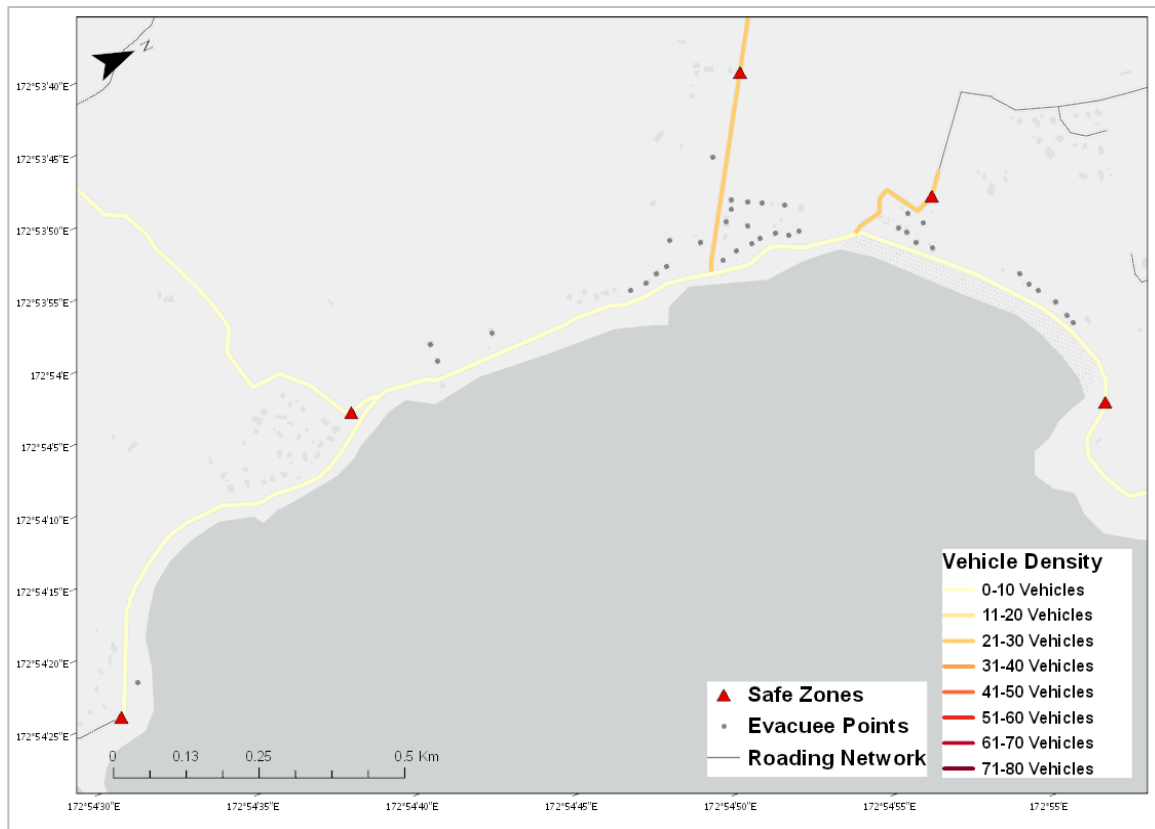 N
172°53'40"E
172°53'45"E
172°53'50"E
172°53'55"E
172°54'E
172°54'5"E
172°54'10"E
172°54'15"E
172°54'20"E
172°54'25"E
Vehicle Density
0-10 Vehicles
11-20 Vehicles
21-30 Vehicles
31-40 Vehicles
41-50 Vehicles
51-60 Vehicles
61-70 Vehicles
71-80 Vehicles
Safe Zones
Evacuee Points
Roading Network
0 0.13 0.25 0.5 Km
172°54'30"E 172°54'35"E 172°54'40"E 172°54'45"E 172°54'50"E 172°54'55"E 172°55'E